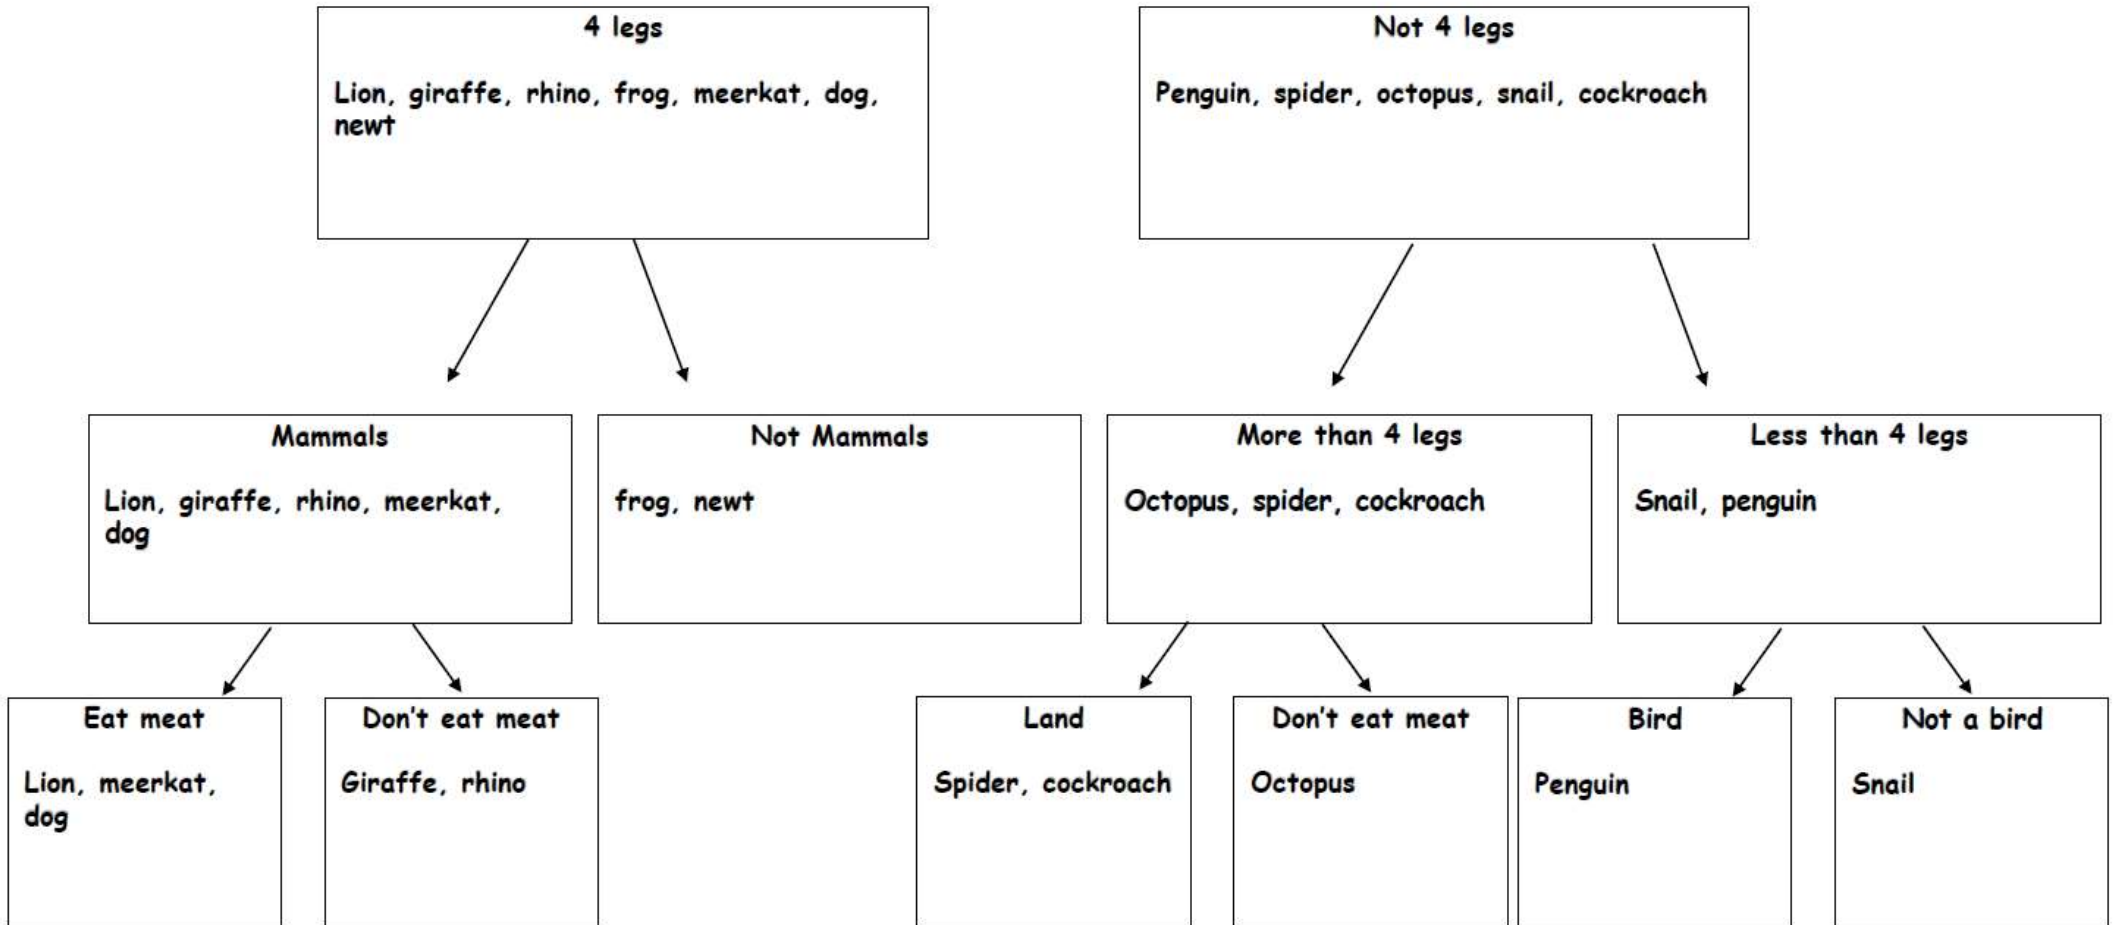 4 legs
Lion, giraffe, rhino, frog, meerkat, dog,
newt
Not 4 legs
Penguin, spider, octopus, snail, cockroach
Mammals
Lion, giraffe, rhino, meerkat,
dog
Not Mammals
frog, newt
More than 4 legs
Octopus, spider, cockroach
Less than 4 legs
Snail, penguin
Eat meat
Lion, meerkat,
dog
Don't eat meat
Giraffe, rhino
Land
Spider, cockroach
Don't eat meat
Octopus
Bird
Penguin
Not a bird
Snail